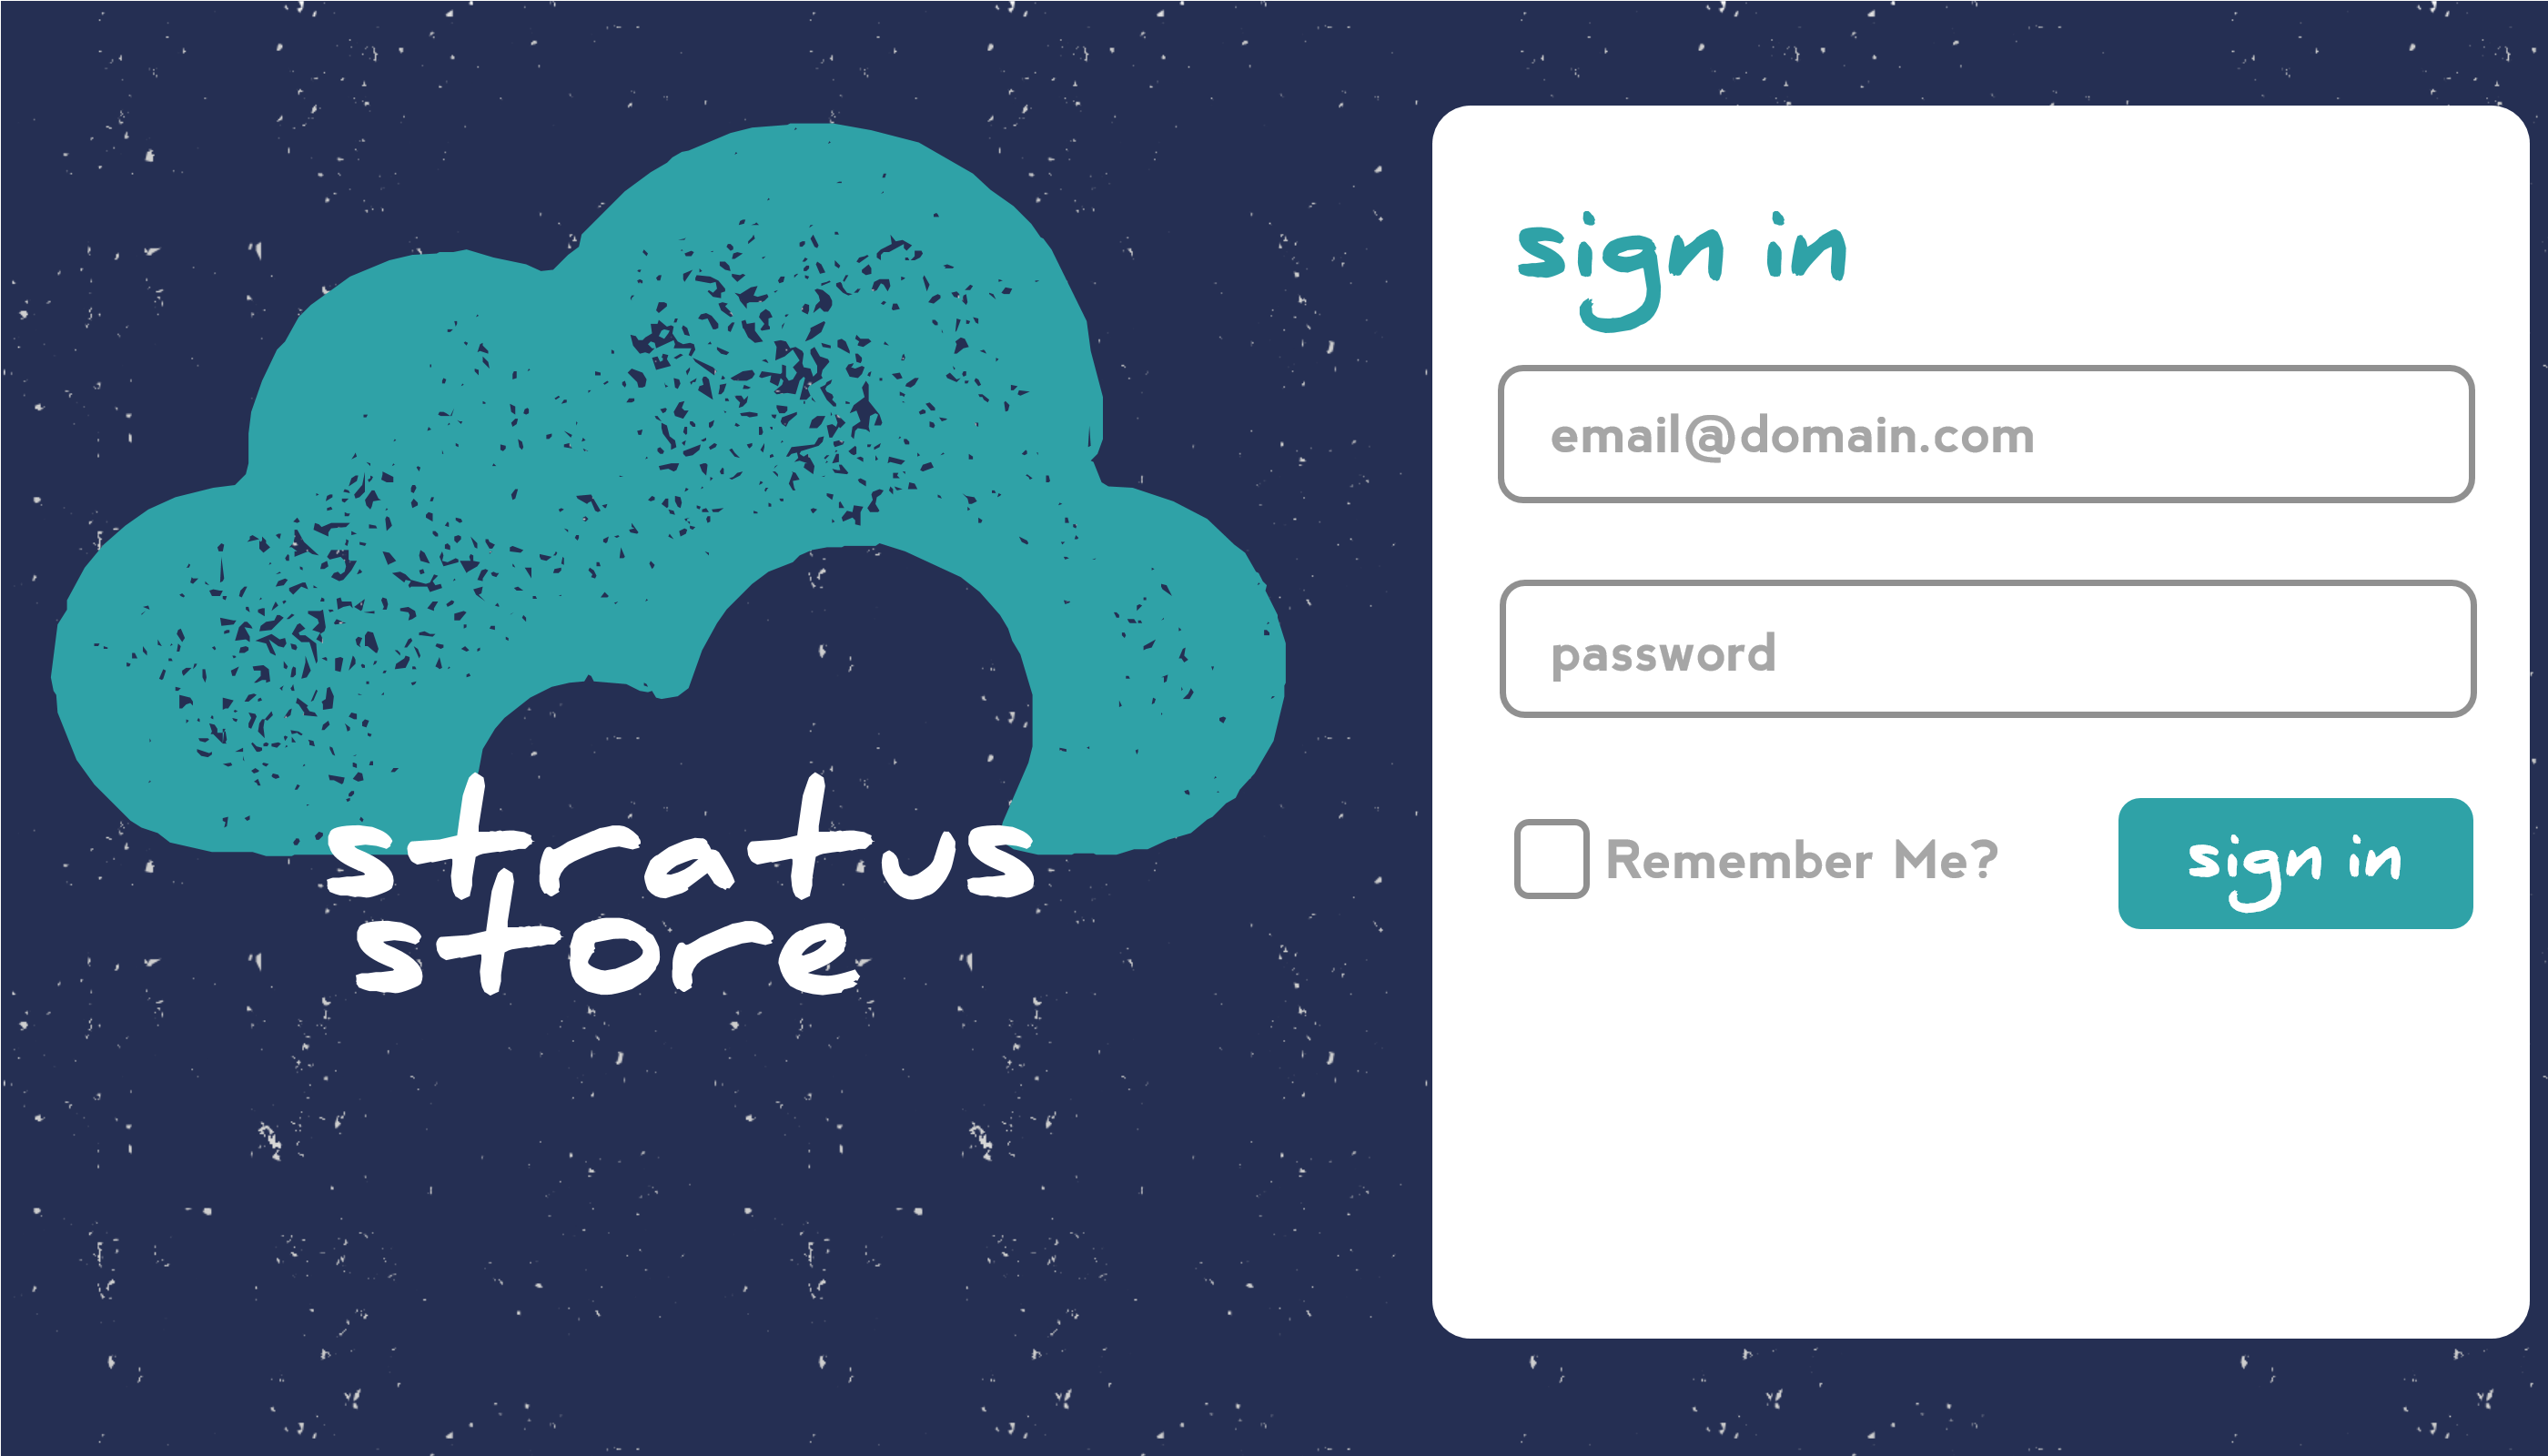 stratus
store
sign in
email@domain.com
password
Remember Me?
sign in